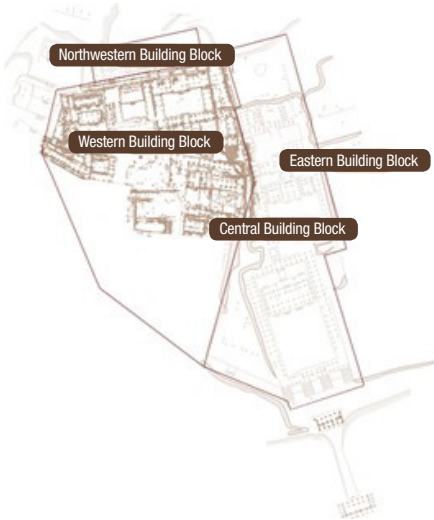 Northwestern Building Block
Western Building Block
Eastern Building Block
Central Building Block